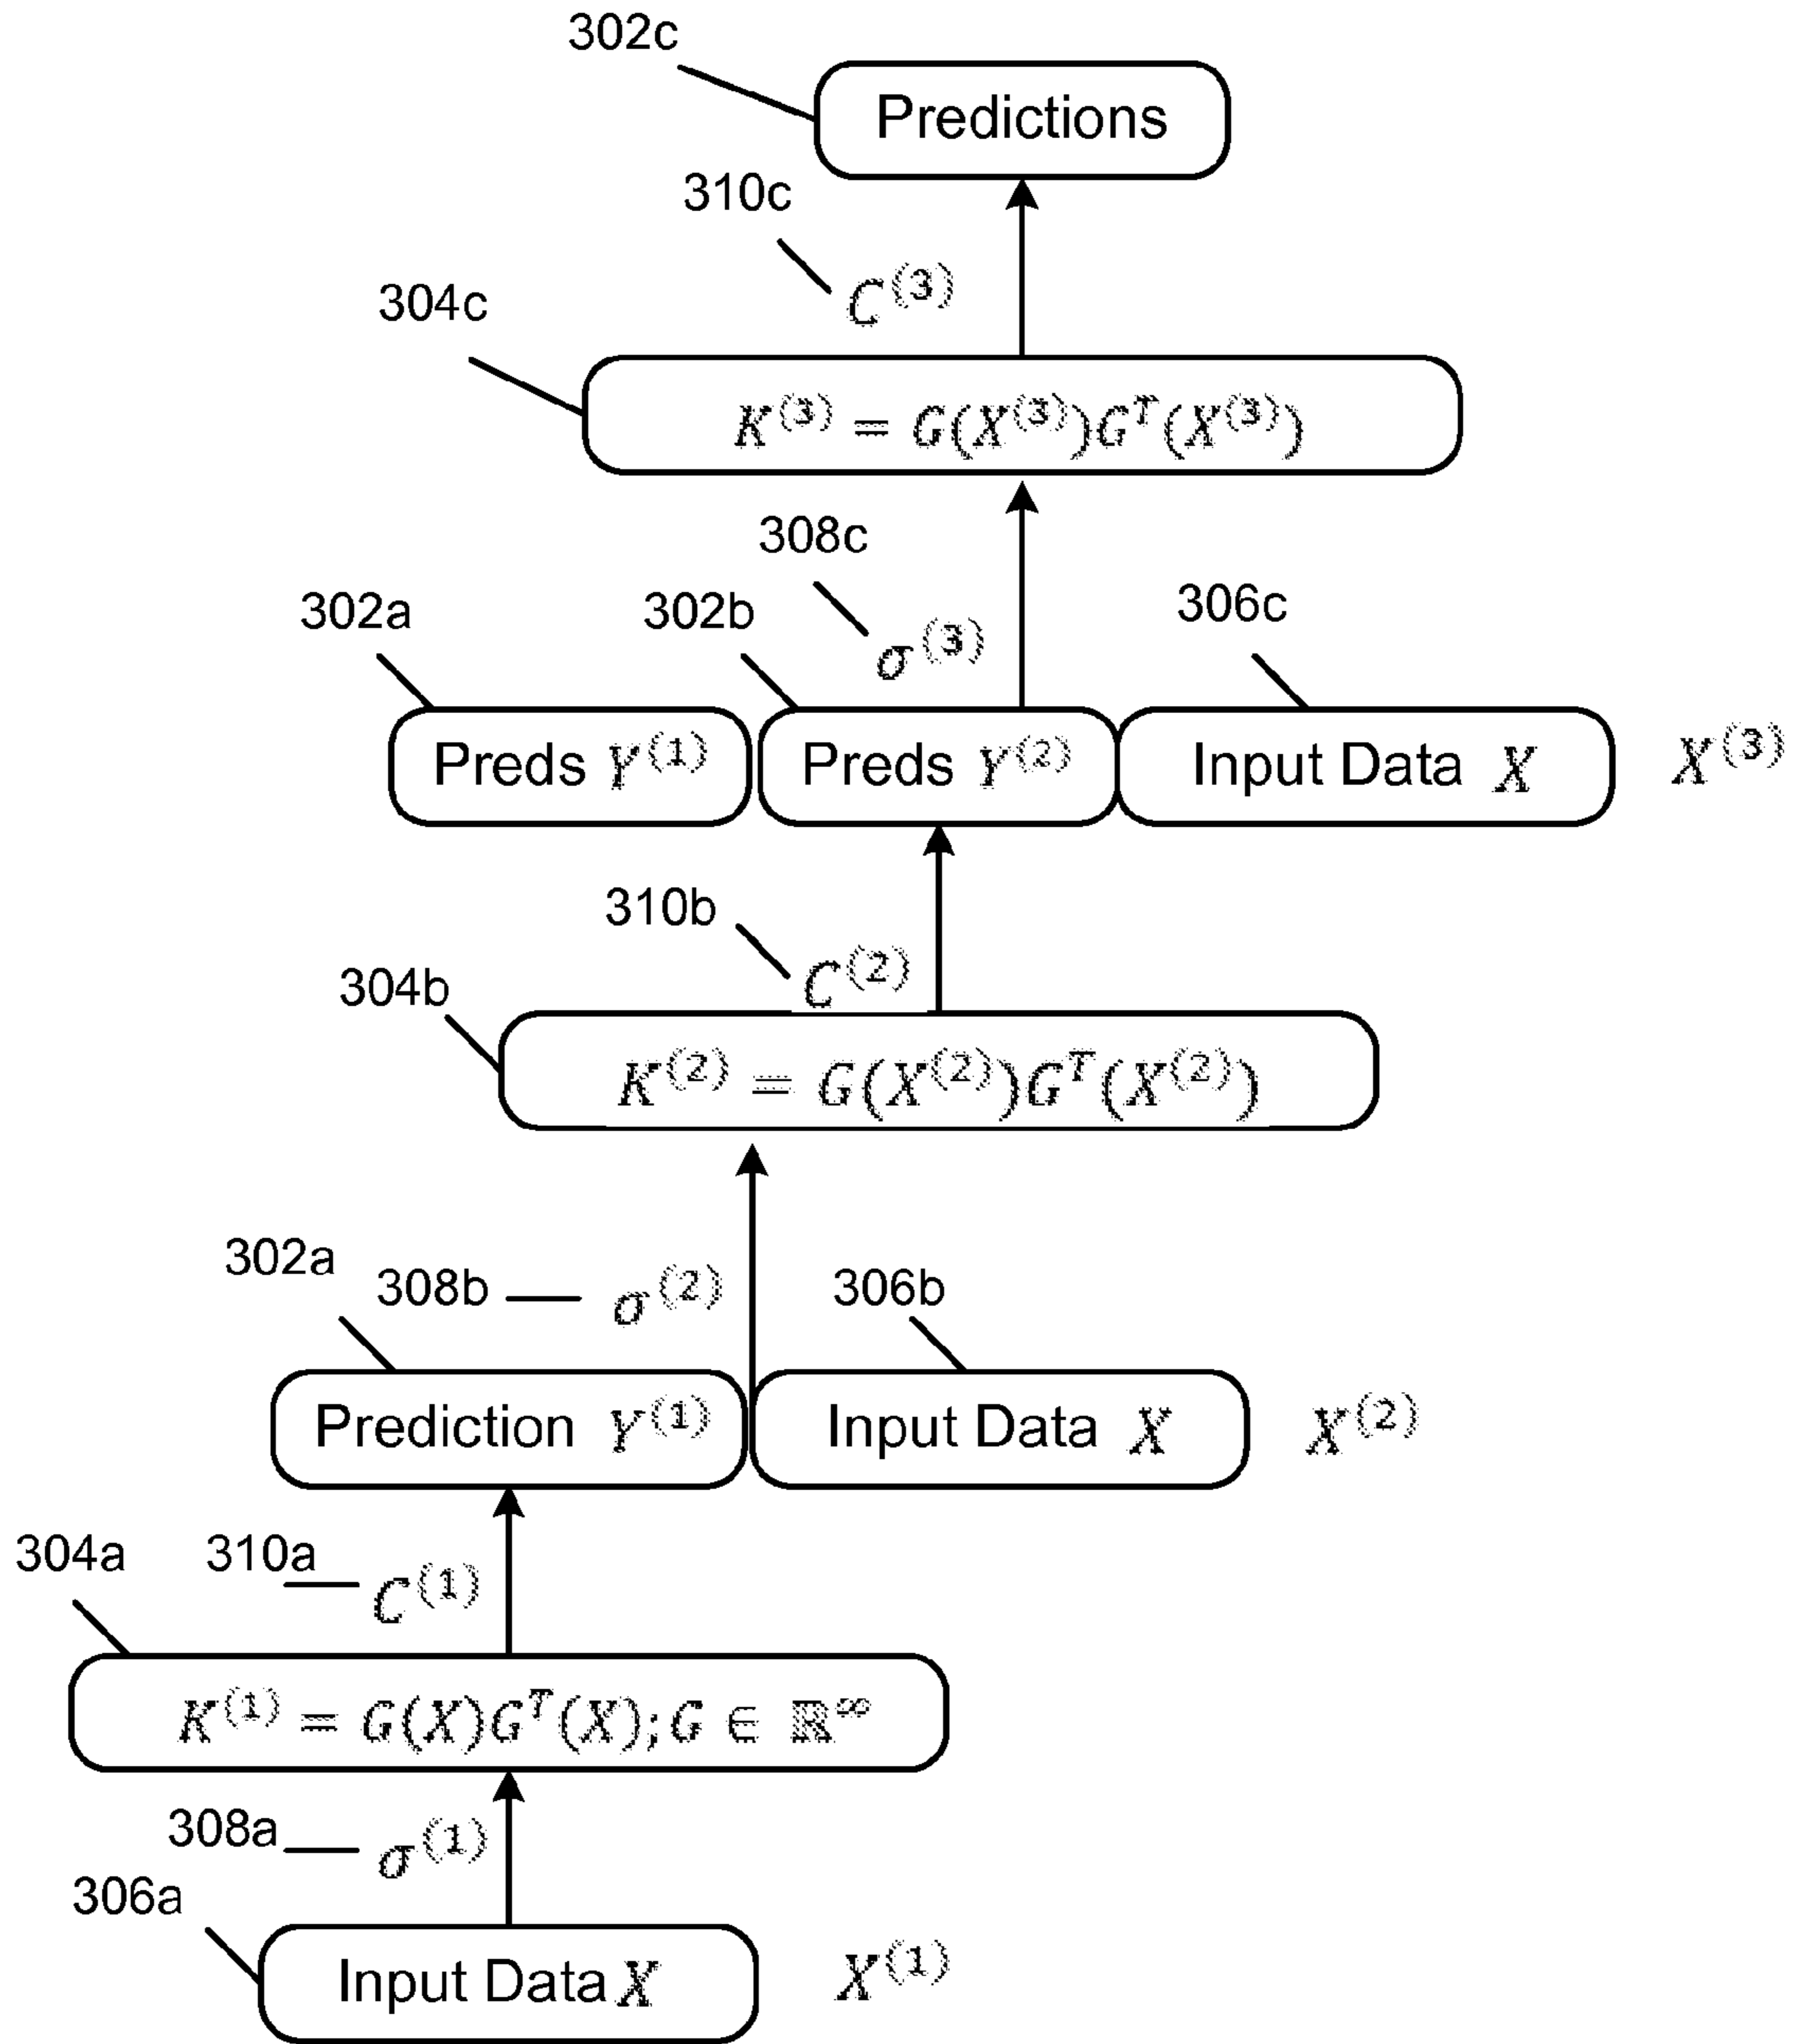 302c
Predictions
310c
C^(3)
304c
K^(3) = G(X^(3))G^T(X^(3))
308c
302a 302b σ^(3) 306c
Preds Y^(1) Preds Y^(2) Input Data X X^(3)
310b
C^(2)
304b
K^(2) = G(X^(2))G^T(X^(2))
302a 308b σ^(2) 306b
Prediction Y^(1) Input Data X X^(2)
304a 310a C^(1)
K^(1) = G(X)G^T(X); G ∈ ℝ^∞
308a σ^(1)
306a
Input Data X X^(1)